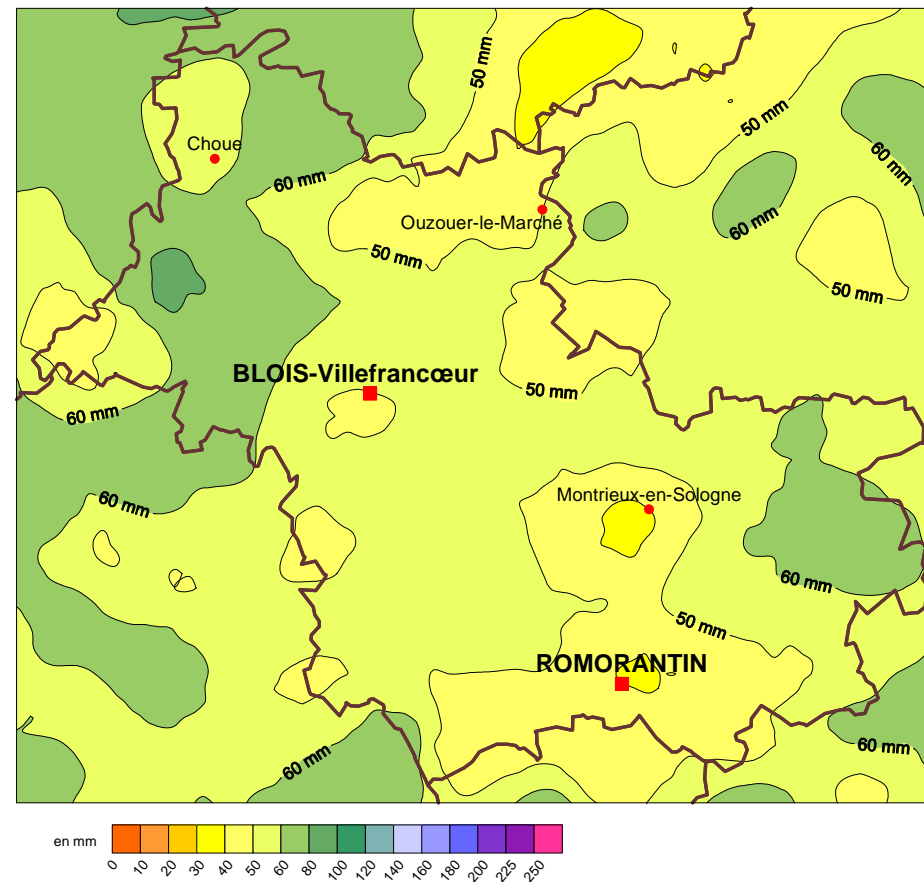 50 mm
50 mm
Choue
60 mm
60 mm
Ouzouer-le-Marché
60 mm
50 mm
50 mm
BLOIS-Villefrancœur
50 mm
60 mm
60 mm
Montrieux-en-Sologne
60 mm
50 mm
ROMORANTIN
60 mm
60 mm
en mm
0 10 20 30 40 50 60 80 100 120 140 160 180 200 225 250